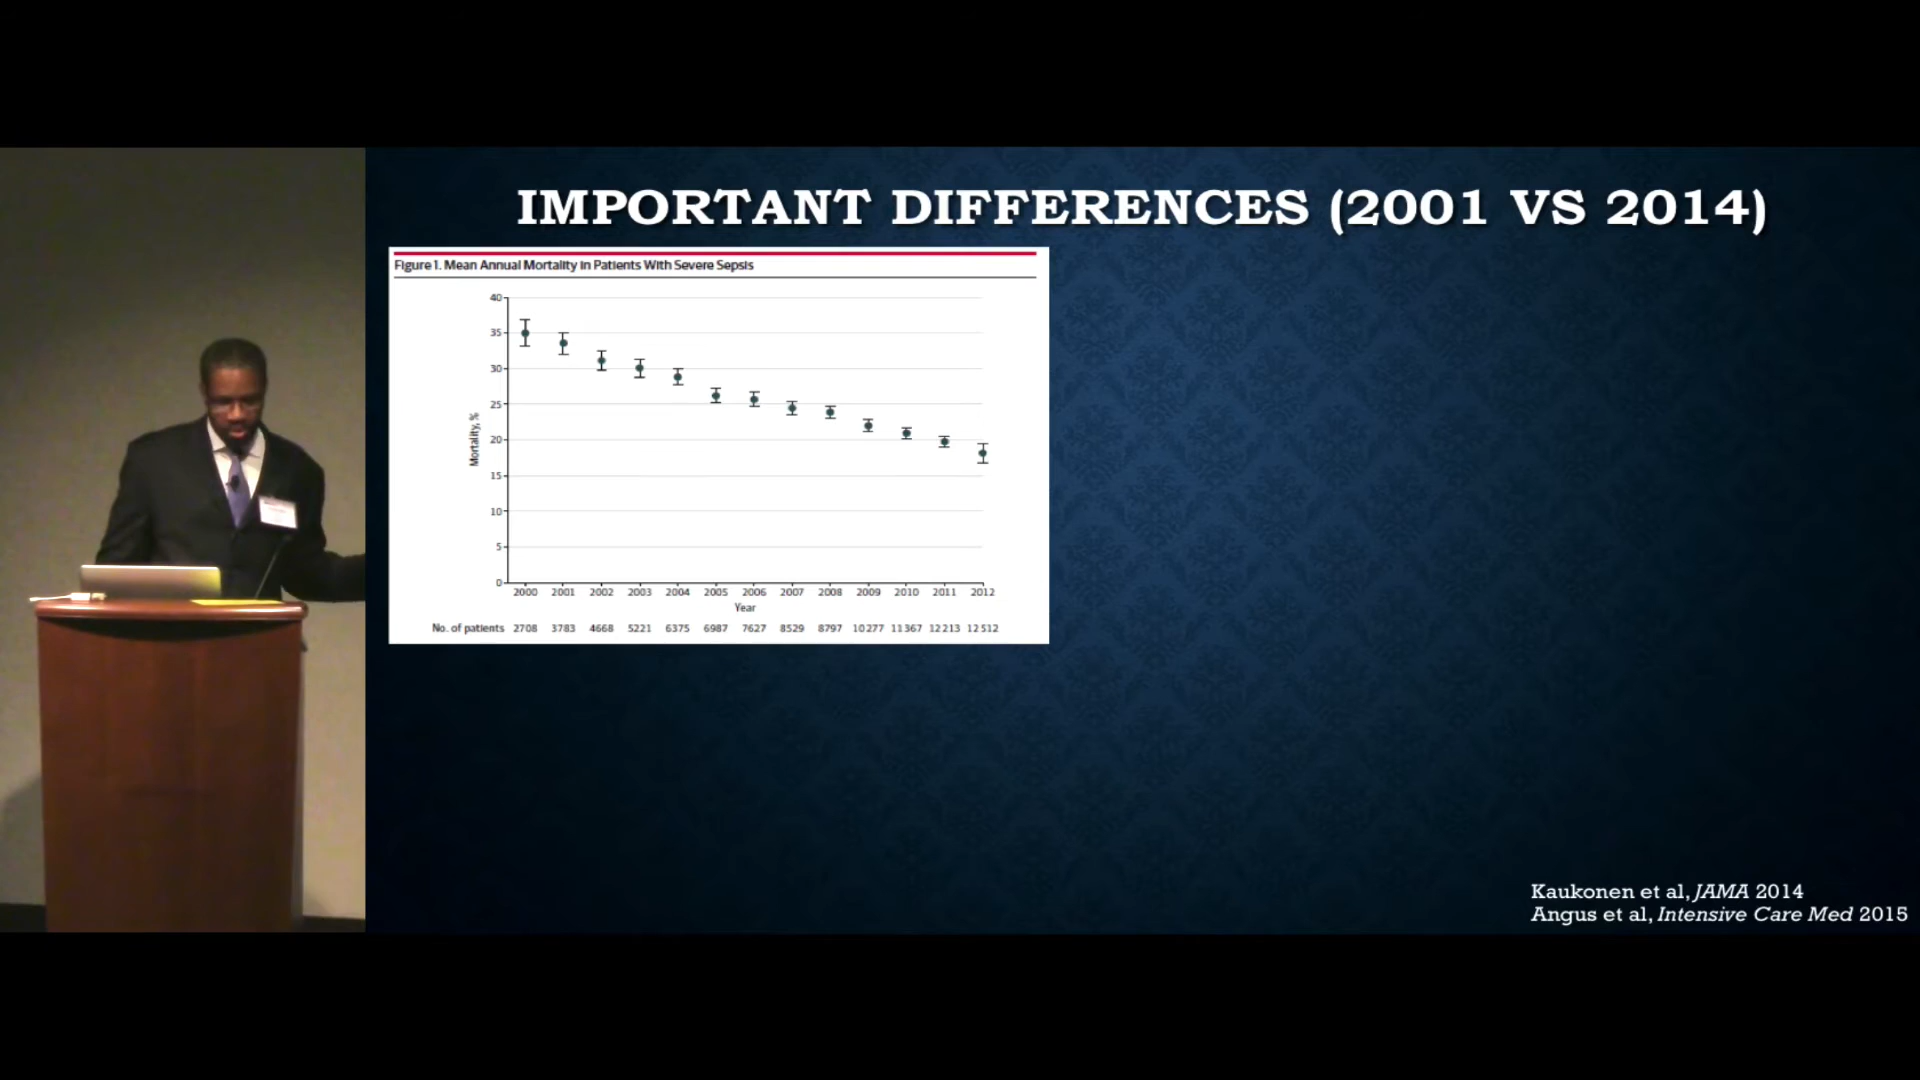 IMPORTANT DIFFERENCES (2001 VS 2014)
Figure 1. Mean Annual Mortality in Patients With Severe Sepsis
40
35
30
25
20
15
10
5
0
Mortality, %
2000 2001 2002 2003 2004 2005 2006 2007 2008 2009 2010 2011 2012
Year
No. of patients 2708 3783 4668 5221 6375 6987 7627 8529 8797 10277 11367 12213 12512
Kaukonen et al, JAMA 2014
Angus et al, Intensive Care Med 2015